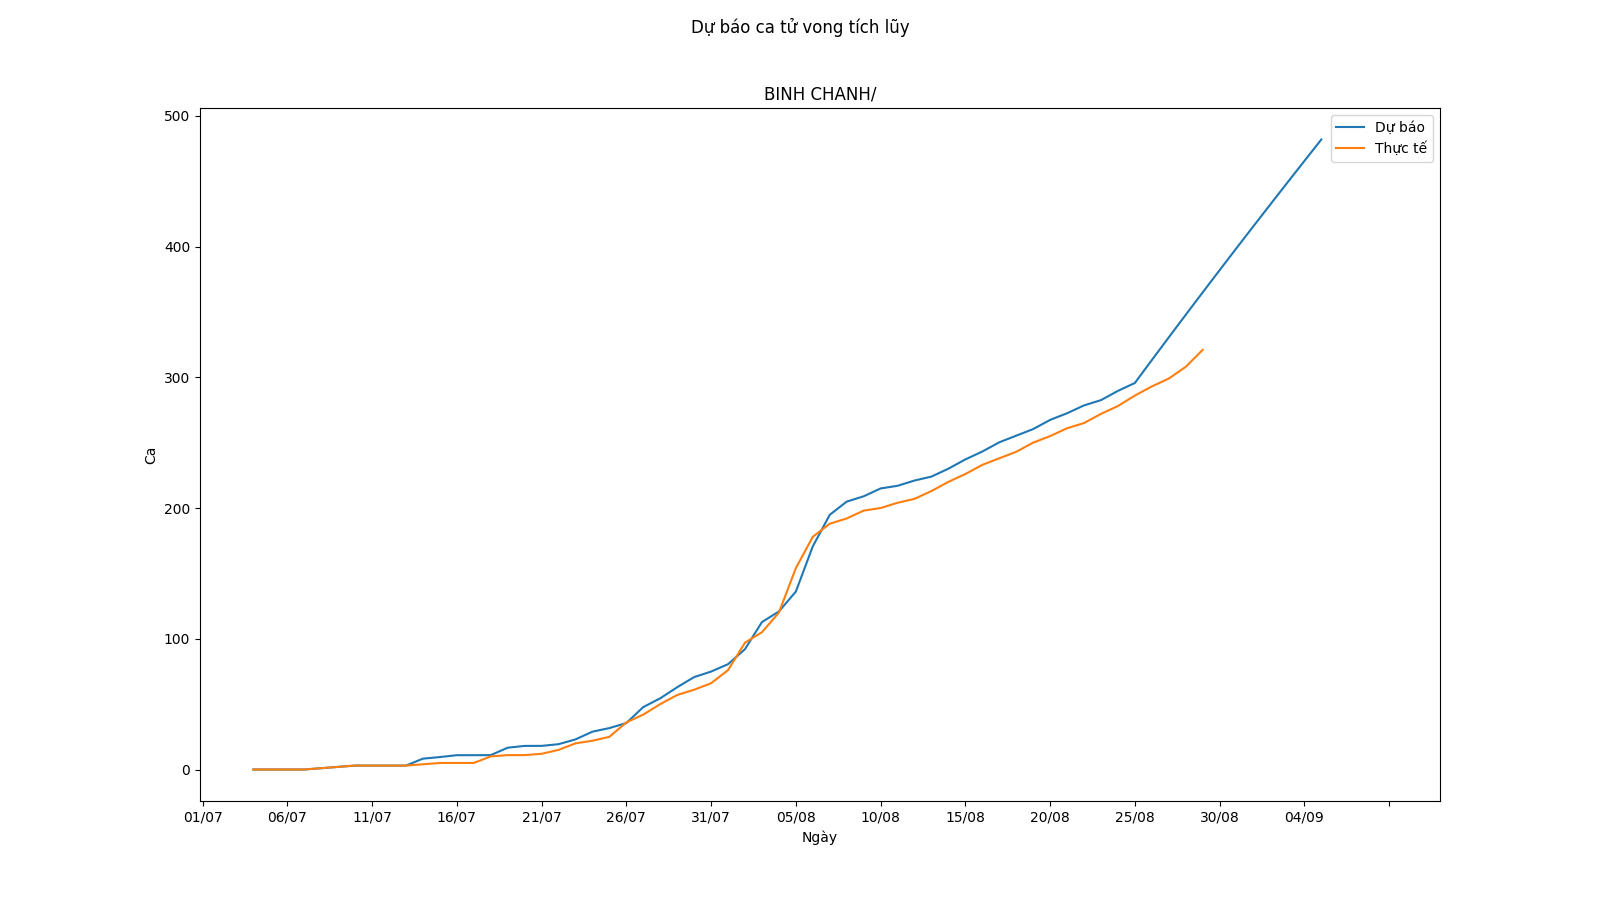 Dự báo ca tử vong tích lũy
BINH CHANH/
500
400
300
200
100
0
Ca
Dự báo
Thực tế
01/07 06/07 11/07 16/07 21/07 26/07 31/07 05/08 10/08 15/08 20/08 25/08 30/08 04/09
Ngày